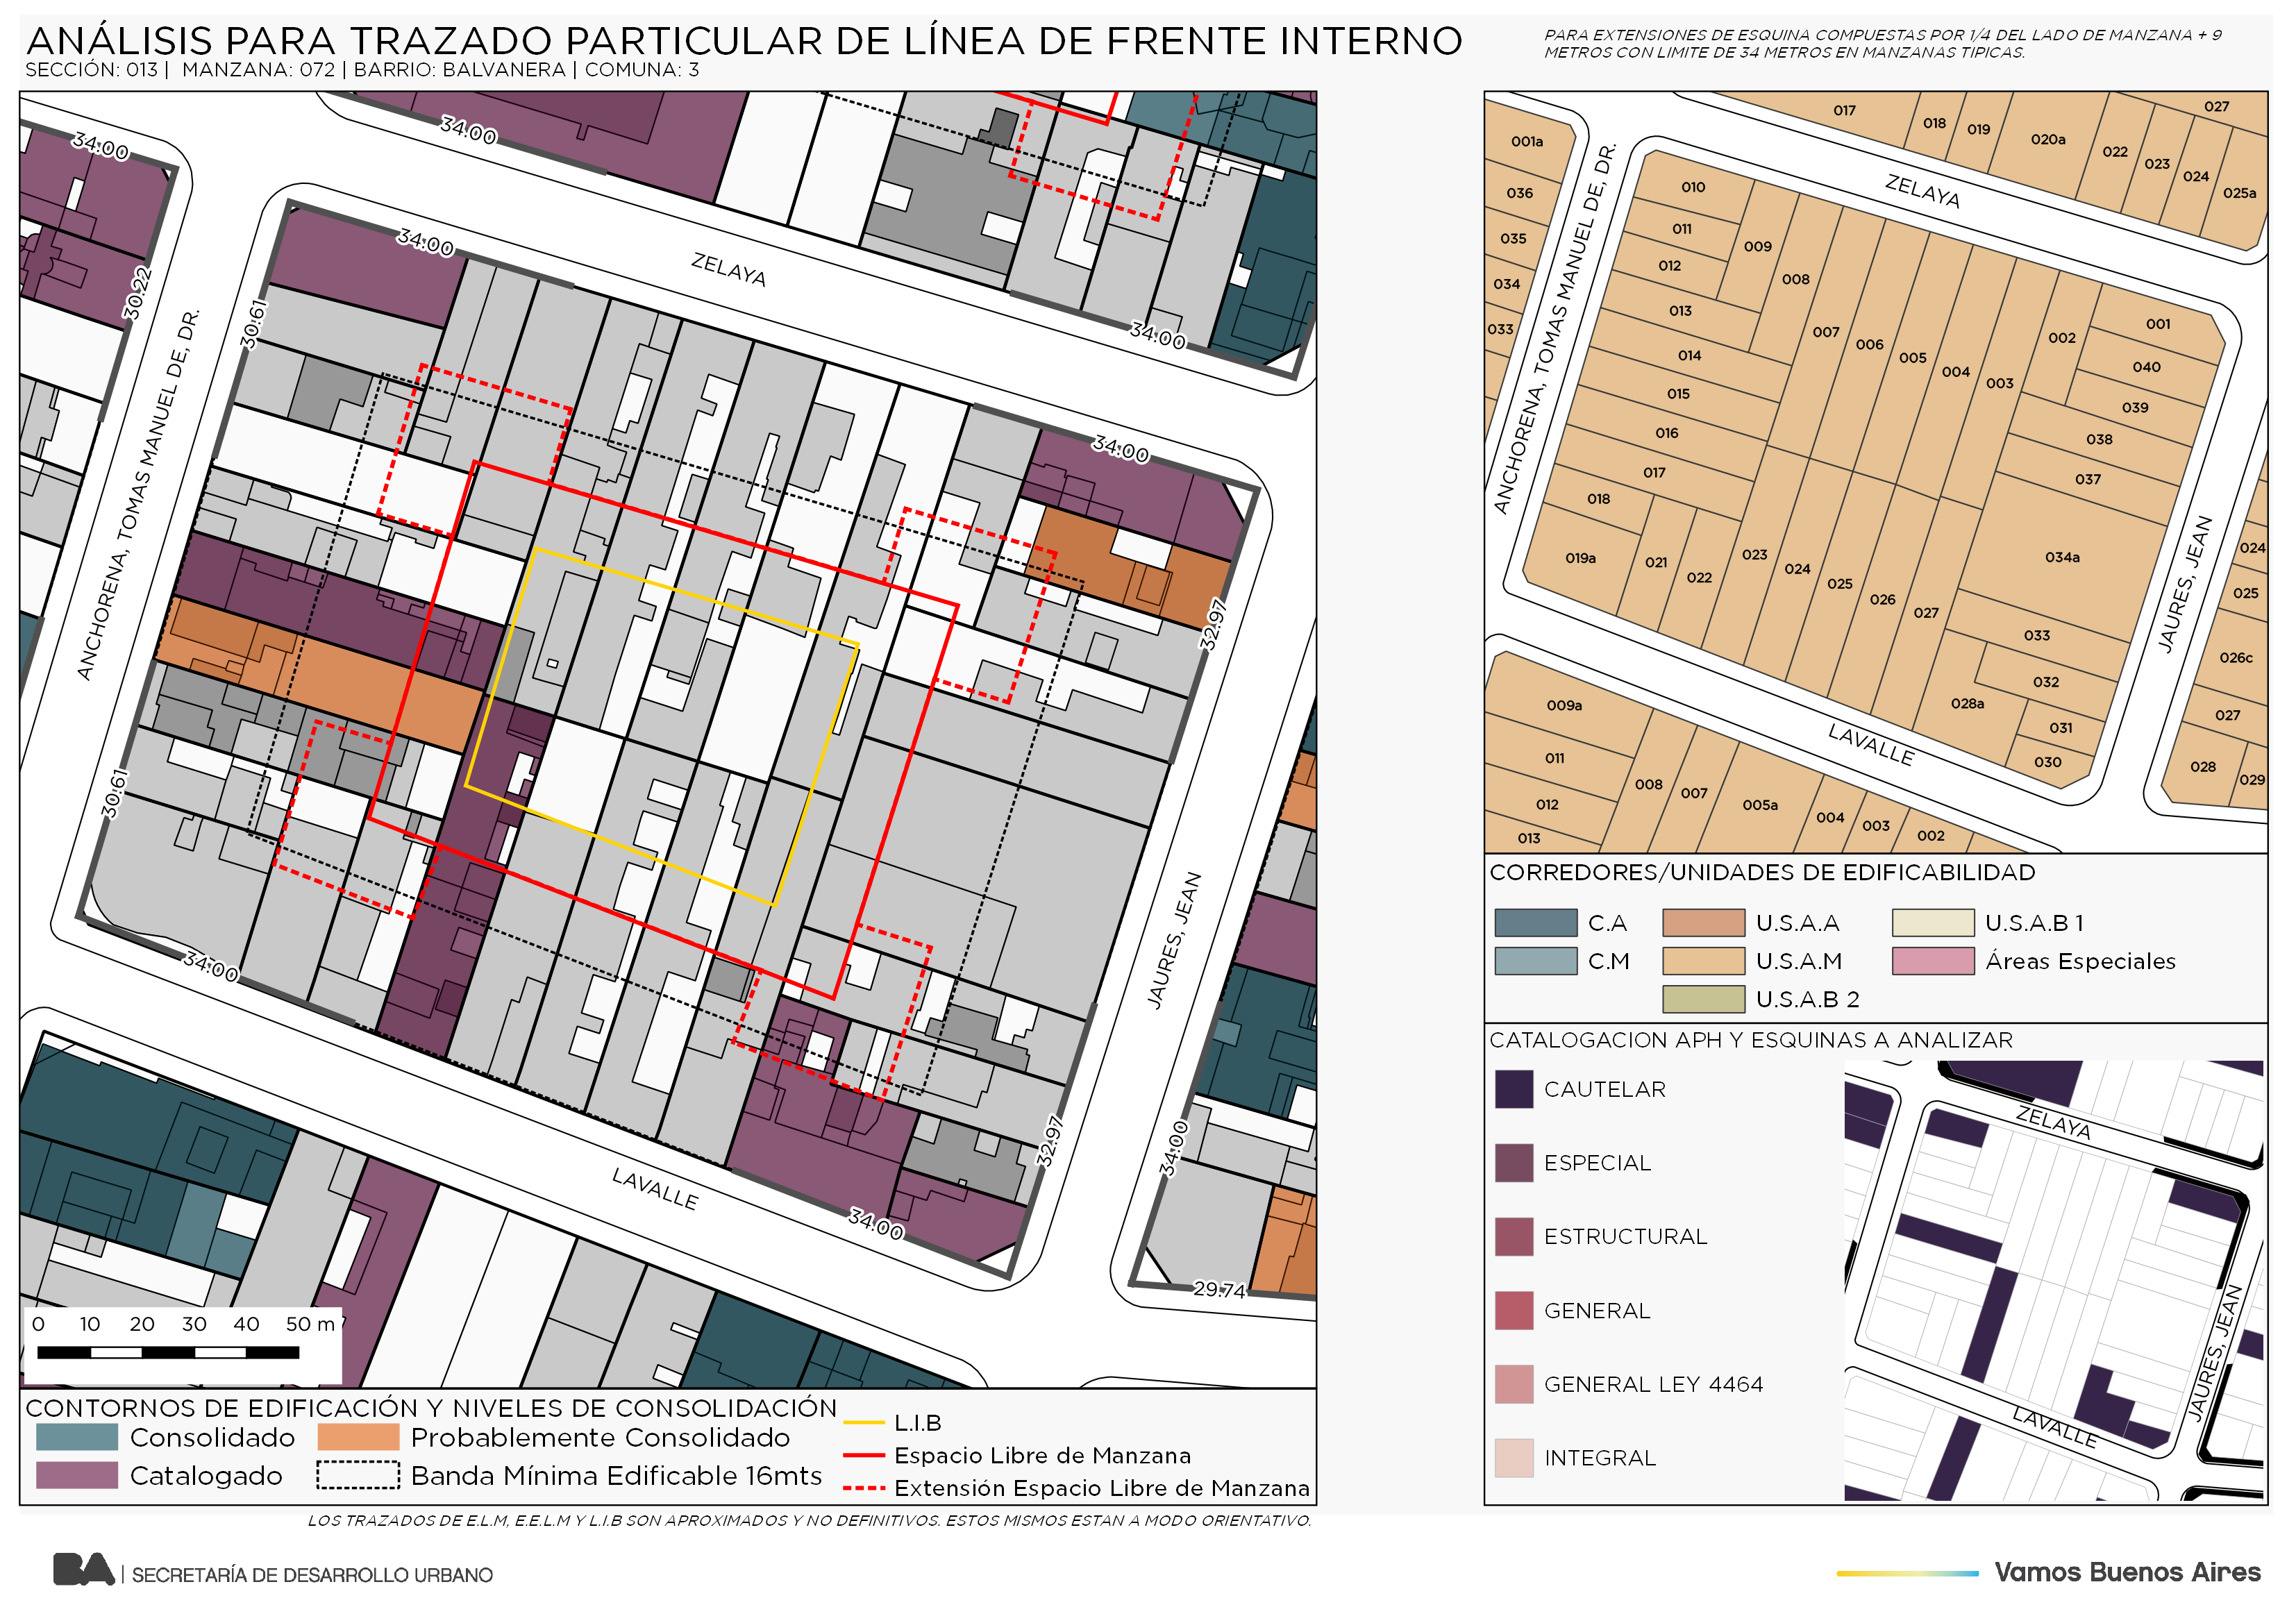 ANÁLISIS PARA TRAZADO PARTICULAR DE LÍNEA DE FRENTE INTERNO
SECCIÓN: 013 | MANZANA: 072 | BARRIO: BALVANERA | COMUNA: 3
PARA EXTENSIONES DE ESQUINA COMPUESTAS POR 1/4 DEL LADO DE MANZANA + 9
METROS CON LIMITE DE 34 METROS EN MANZANAS TIPICAS.
34.00
34.00
30.22
34.00
ZELAYA
34.00
30.61
ANCHORENA, TOMAS MANUEL DE, DR.
34.00
32.97
30.61
JAURES, JEAN
34.00
32.97
34.00
LAVALLE
34.00
29.74
0 10 20 30 40 50 m
CONTORNOS DE EDIFICACIÓN Y NIVELES DE CONSOLIDACIÓN
Consolidado
Probablemente Consolidado
Catalogado
Banda Mínima Edificable 16mts
L.I.B
Espacio Libre de Manzana
Extensión Espacio Libre de Manzana
LOS TRAZADOS DE E.L.M, E.E.L.M Y L.I.B SON APROXIMADOS Y NO DEFINITIVOS. ESTOS MISMOS ESTAN A MODO ORIENTATIVO.
017
018
019
020a
022
023
024
025a
027
001a
036
035
034
033
ZELAYA
ANCHORENA, TOMAS MANUEL DE, DR.
010
011
012
013
014
015
016
017
018
019a
009
008
007
006
005
004
003
002
001
040
039
038
037
034a
033
032
031
030
028a
021
022
023
024
025
026
027
JAURES, JEAN
LAVALLE
024
025
026c
027
028
029
009a
011
012
013
008
007
005a
004
003
002
CORREDORES/UNIDADES DE EDIFICABILIDAD
C.A
U.S.A.A
U.S.A.B 1
C.M
U.S.A.M
Áreas Especiales
U.S.A.B 2
CATALOGACION APH Y ESQUINAS A ANALIZAR
CAUTELAR
ESPECIAL
ESTRUCTURAL
GENERAL
GENERAL LEY 4464
INTEGRAL
ZELAYA
JAURES, JEAN
LAVALLE
BA | SECRETARÍA DE DESARROLLO URBANO
Vamos Buenos Aires